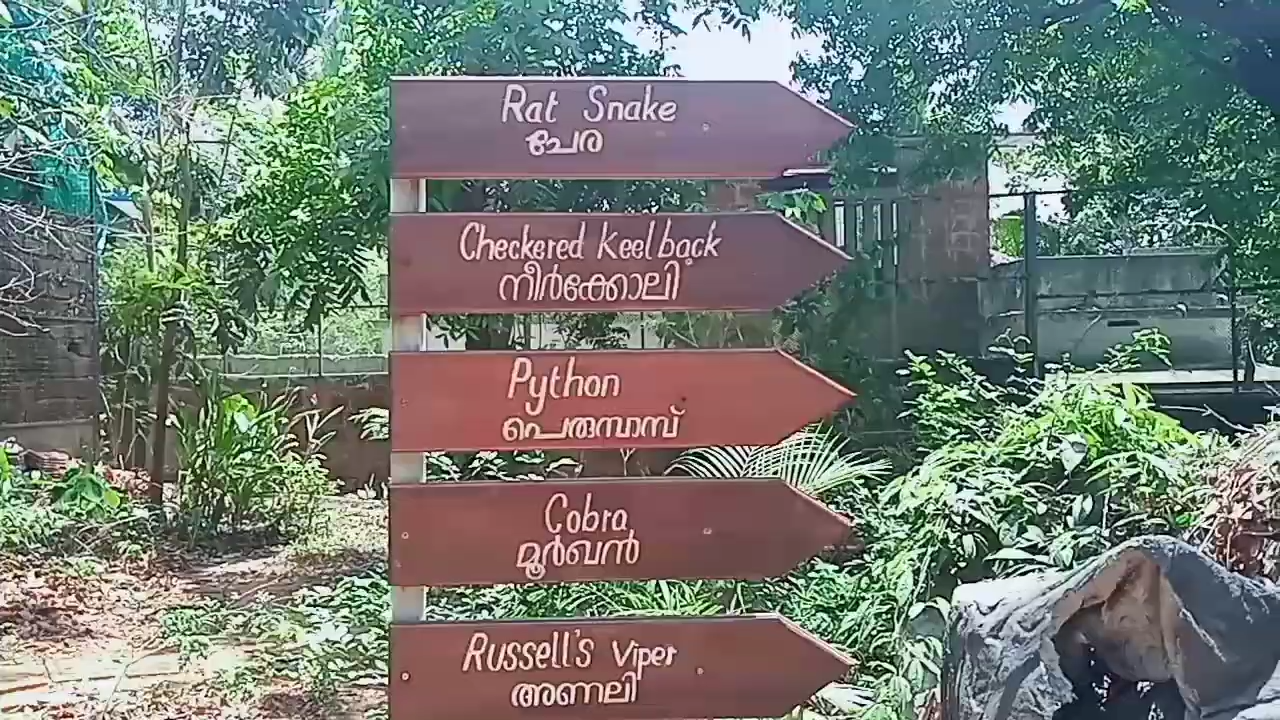 Rat Snake
ചേര
Checkered Keelback
നീർക്കോലി
Python
പെരുമ്പാമ്പ്
Cobra
മൂർഖൻ
Russell's Viper
അണലി